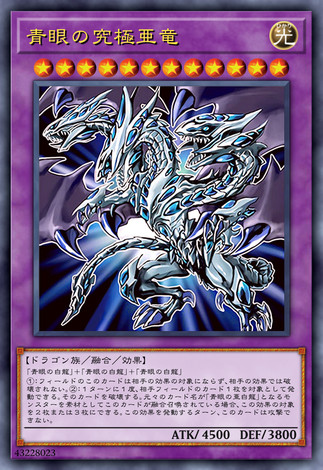 青眼の究極亜竜
光
【ドラゴン族/融合/効果】
「青眼の白龍」+「青眼の白龍」+「青眼の白龍」
①:フィールドのこのカードは相手の効果の対象にならず、相手の効果では破
壊されない。②:1ターンに1度、相手フィールドのカード1枚を対象として発
動できる。そのカードを破壊する。元々のカード名が「青眼の亜白龍」となるモ
ンスターを素材としてこのカードが融合召喚されている場合、この効果の対象
を2枚または3枚にできる。この効果を発動するターン、このカードは攻撃で
きない。
ATK/ 4500 DEF/3800
43228023